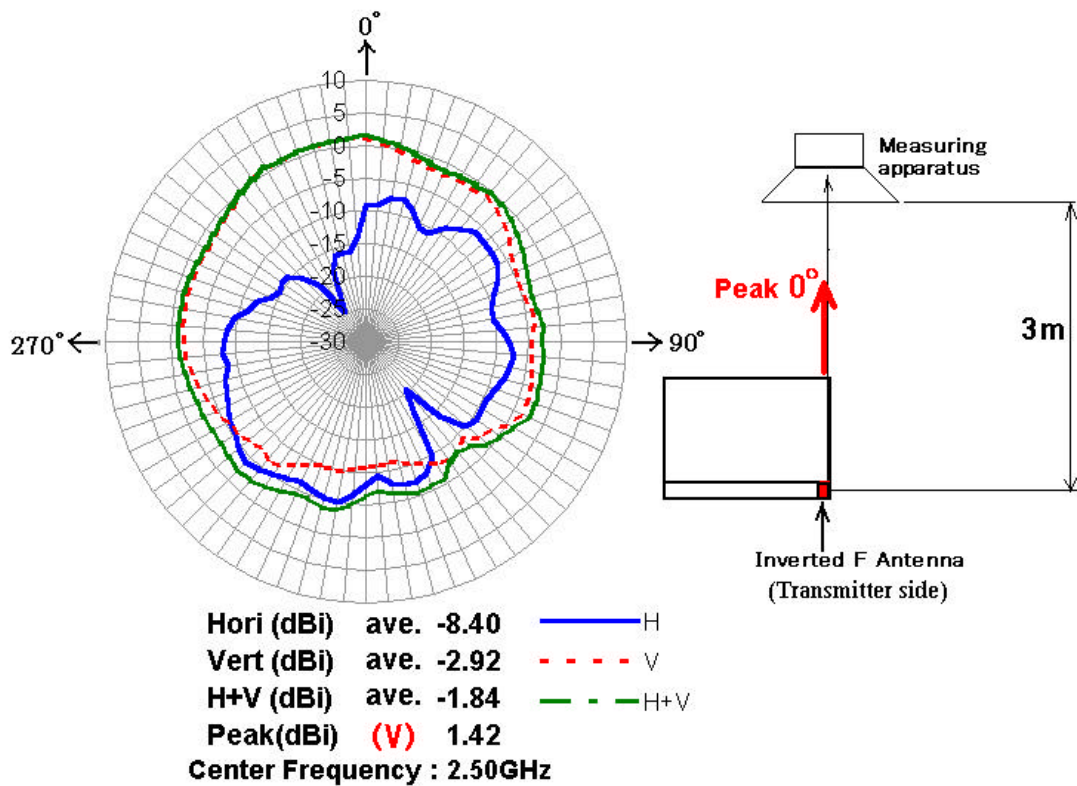 0°
10
5
0
-5
-10
-15
-20
-25
-30
270°
90°
Measuring
apparatus
Peak 0°
3m
Inverted F Antenna
(Transmitter side)
Hori (dBi) ave. -8.40 H
Vert (dBi) ave. -2.92 V
H+V (dBi) ave. -1.84 H+V
Peak(dBi) (V) 1.42
Center Frequency : 2.50GHz